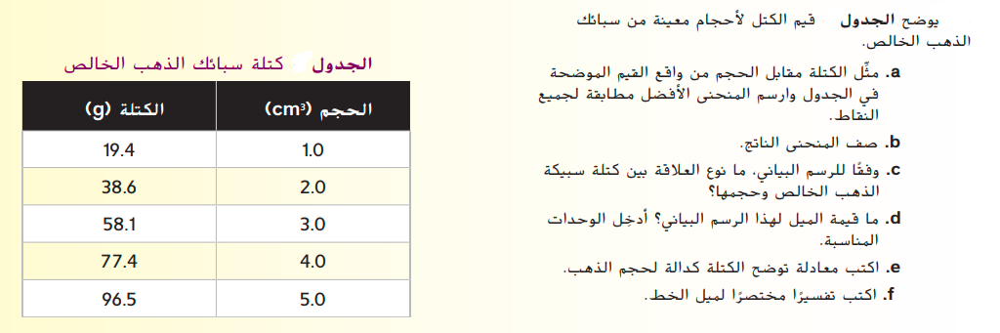 يوضح الجدول قيم الكتل لأحجام معينة من سبائك
الذهب الخالص.
a. مثّل الكتلة مقابل الحجم من واقع القيم الموضحة
في الجدول وارسم المنحنى الأفضل مطابقة لجميع
النقاط.
b. صف المنحنى الناتج.
c. وفقًا للرسم البياني، ما نوع العلاقة بين كتلة سبيكة
الذهب الخالص وحجمها؟
d. ما قيمة الميل لهذا الرسم البياني؟ أدخِل الوحدات
المناسبة.
e. اكتب معادلة توضح الكتلة كدالة لحجم الذهب.
f. اكتب تفسيرًا مختصرًا لميل الخط.
الجدول كتلة سبائك الذهب الخالص
الحجم (cm³) الكتلة (g)
1.0 19.4
2.0 38.6
3.0 58.1
4.0 77.4
5.0 96.5